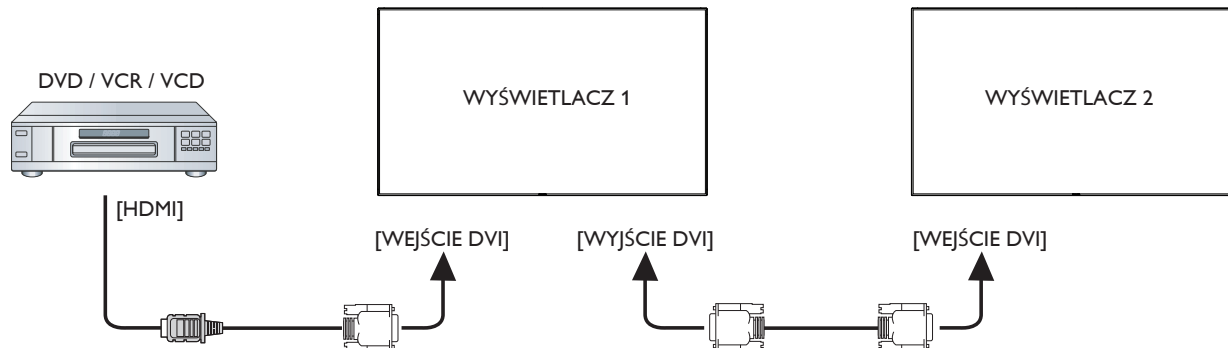 DVD / VCR / VCD
WYŚWIETLACZ 1
WYŚWIETLACZ 2
[HDMI]
[WEJŚCIE DVI]
[WYJŚCIE DVI]
[WEJŚCIE DVI]